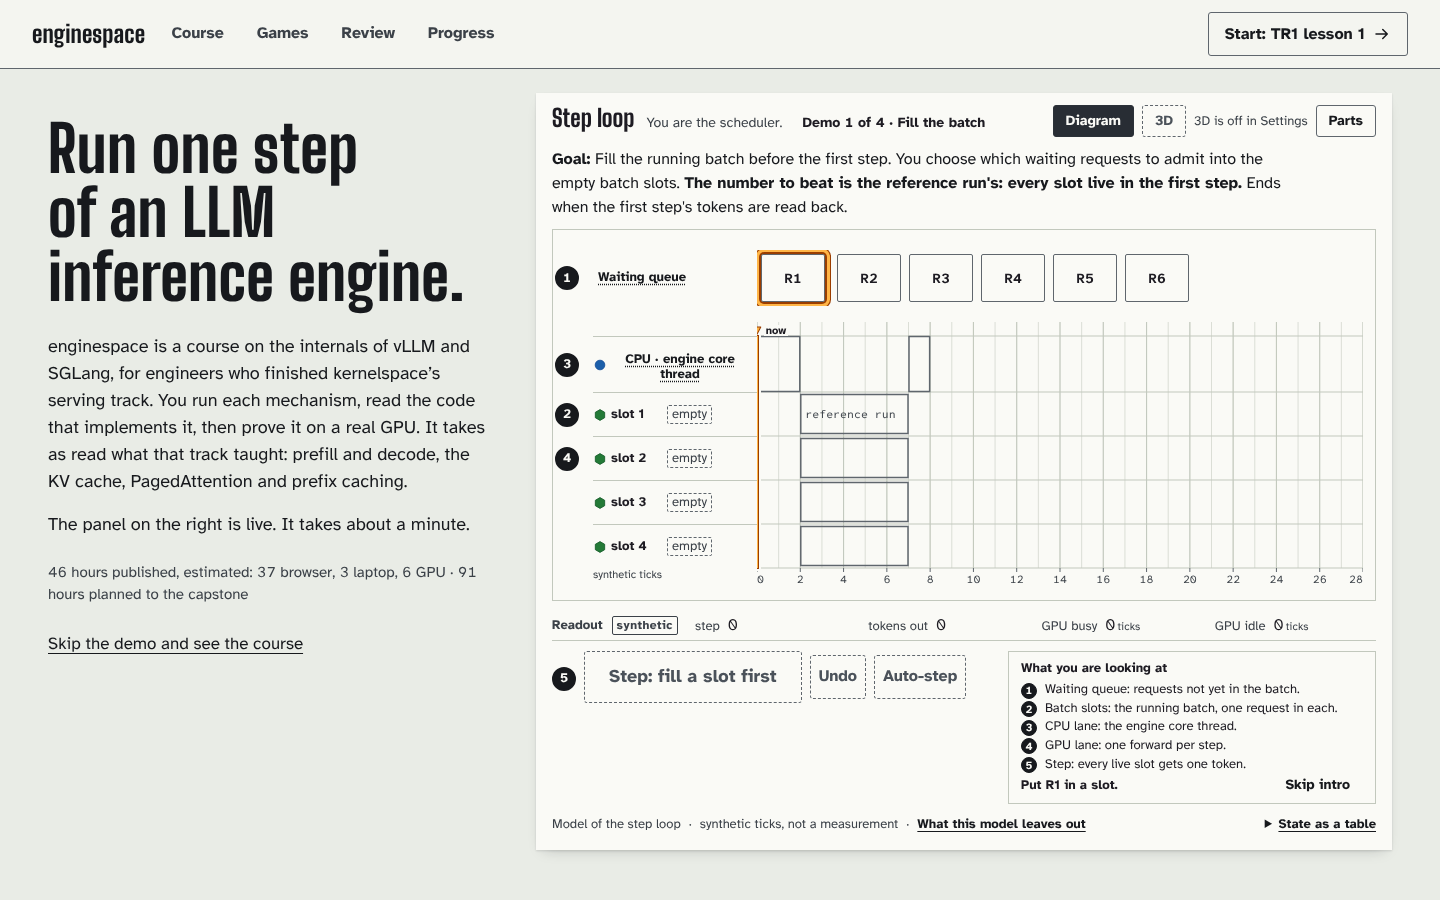 enginespace Course Games Review Progress Start: TR1 lesson 1 →
Run one step
of an LLM
inference engine.
enginespace is a course on the internals of vLLM and
SGLang, for engineers who finished kernelspace’s
serving track. You run each mechanism, read the code
that implements it, then prove it on a real GPU. It takes
as read what that track taught: prefill and decode, the
KV cache, PagedAttention and prefix caching.
The panel on the right is live. It takes about a minute.
46 hours published, estimated: 37 browser, 3 laptop, 6 GPU · 91
hours planned to the capstone
Skip the demo and see the course
Step loop You are the scheduler. Demo 1 of 4 · Fill the batch Diagram 3D 3D is off in Settings Parts
Goal: Fill the running batch before the first step. You choose which waiting requests to admit into the
empty batch slots. The number to beat is the reference run's: every slot live in the first step. Ends
when the first step's tokens are read back.
1 Waiting queue R1 R2 R3 R4 R5 R6
now
3 CPU · engine core
thread
2 slot 1 empty reference run
4 slot 2 empty
slot 3 empty
slot 4 empty
synthetic ticks 0 2 4 6 8 10 12 14 16 18 20 22 24 26 28
Readout synthetic step 0 tokens out 0 GPU busy 0 ticks GPU idle 0 ticks
5 Step: fill a slot first Undo Auto-step
What you are looking at
1 Waiting queue: requests not yet in the batch.
2 Batch slots: the running batch, one request in each.
3 CPU lane: the engine core thread.
4 GPU lane: one forward per step.
5 Step: every live slot gets one token.
Put R1 in a slot. Skip intro
Model of the step loop · synthetic ticks, not a measurement · What this model leaves out ▶ State as a table